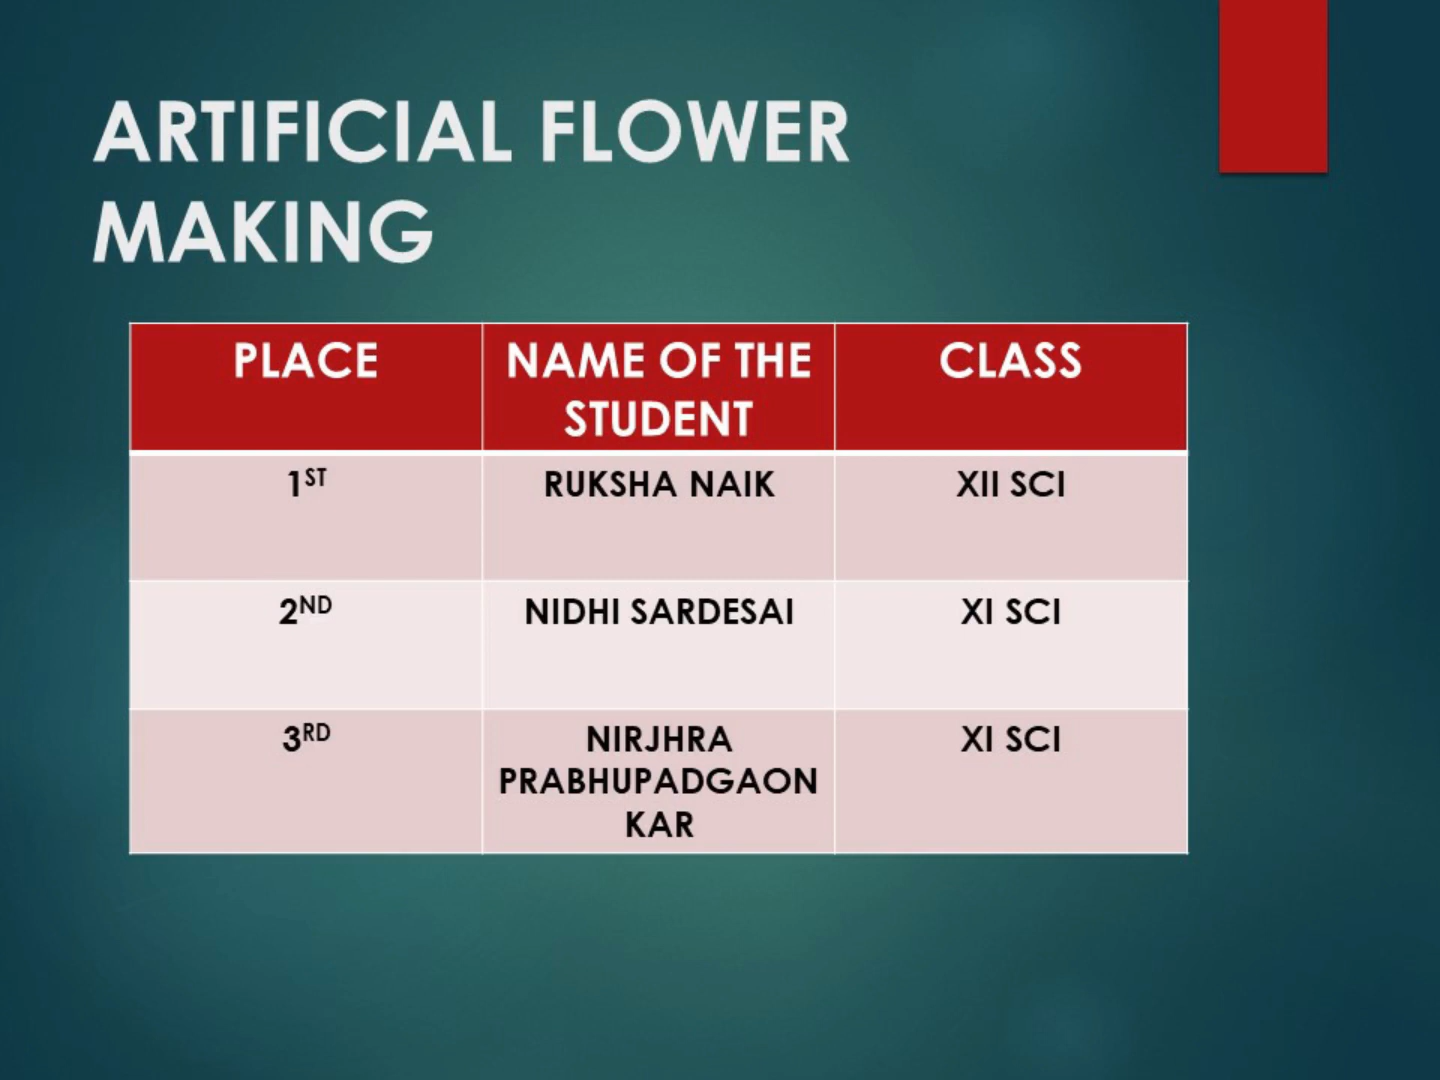 ARTIFICIAL FLOWER
MAKING
PLACE
NAME OF THE
STUDENT
CLASS
1ST
RUKSHA NAIK
XII SCI
2ND
NIDHI SARDESAI
XI SCI
3RD
NIRJHRA
PRABHUPADGAON
KAR
XI SCI